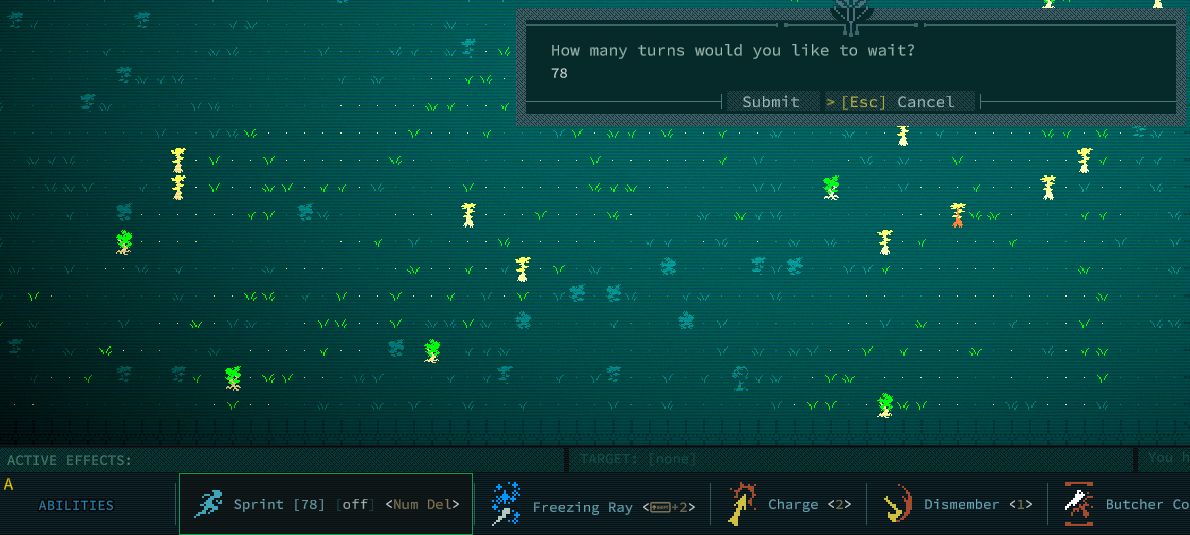 How many turns would you like to wait?
78
Submit > [Esc] Cancel
ACTIVE EFFECTS:
TARGET: [none]
You h
A
ABILITIES
Sprint [78] [off] <Num Del>
Freezing Ray < +2>
Charge <2>
Dismember <1>
Butcher Co